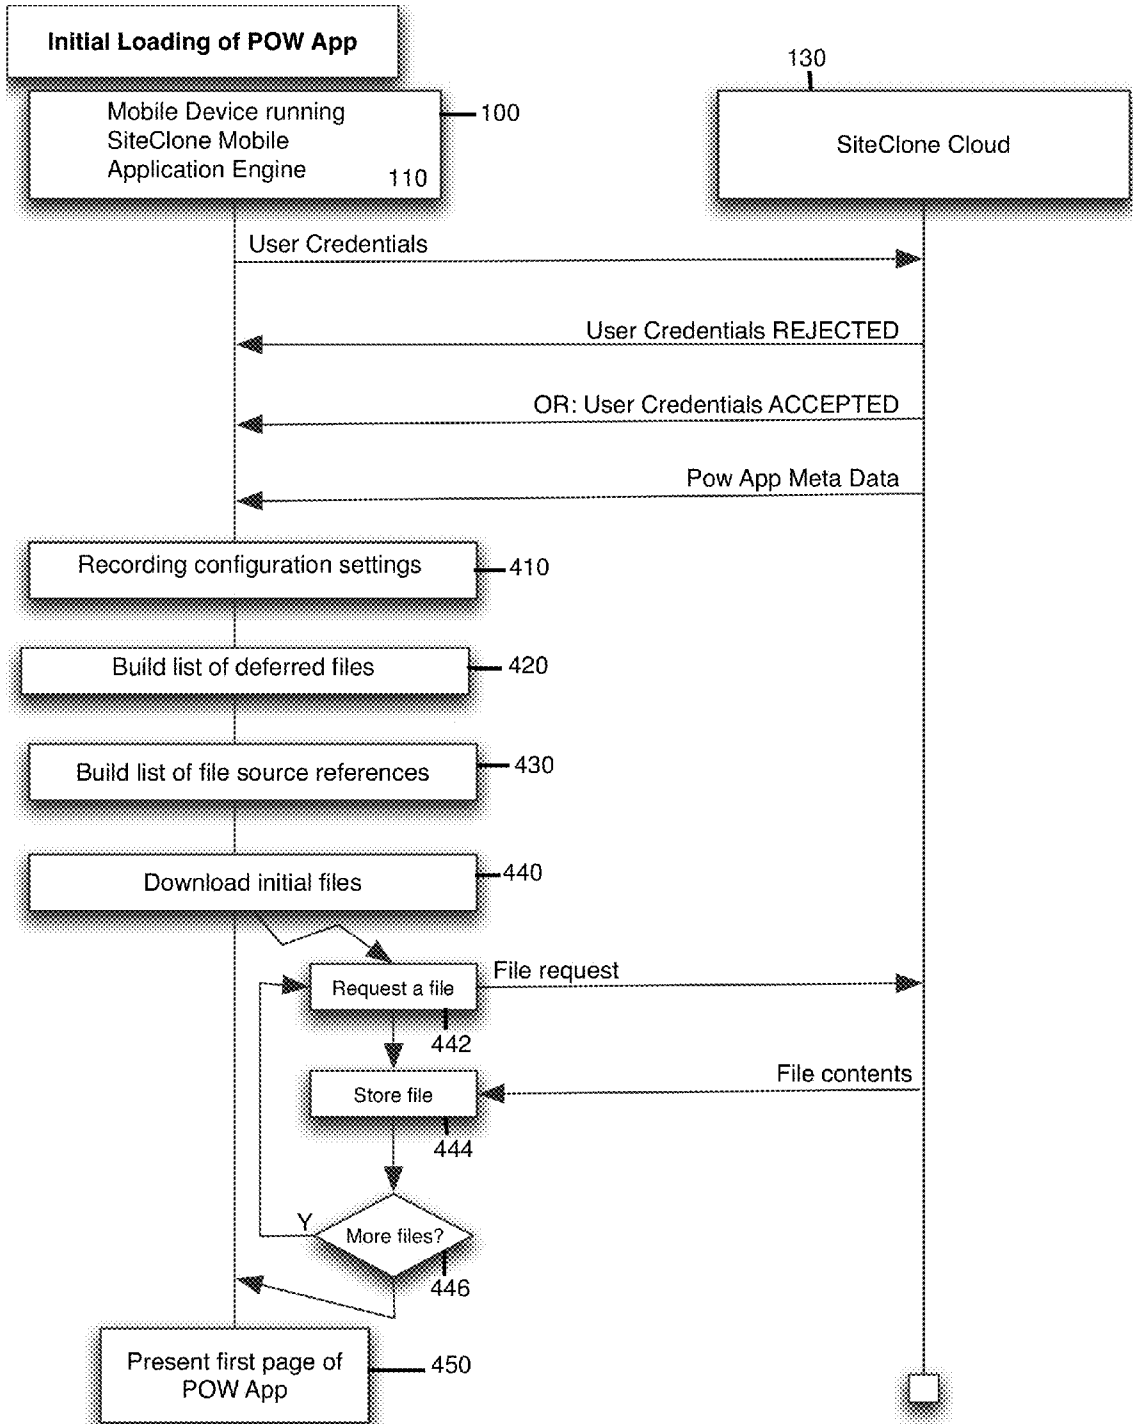 Initial Loading of POW App
130
Mobile Device running
SiteClone Mobile
Application Engine
110
100
SiteClone Cloud
User Credentials
User Credentials REJECTED
OR: User Credentials ACCEPTED
Pow App Meta Data
Recording configuration settings
410
Build list of deferred files
420
Build list of file source references
430
Download initial files
440
Request a file
File request
442
File contents
Store file
444
Y
More files?
446
Present first page of
POW App
450